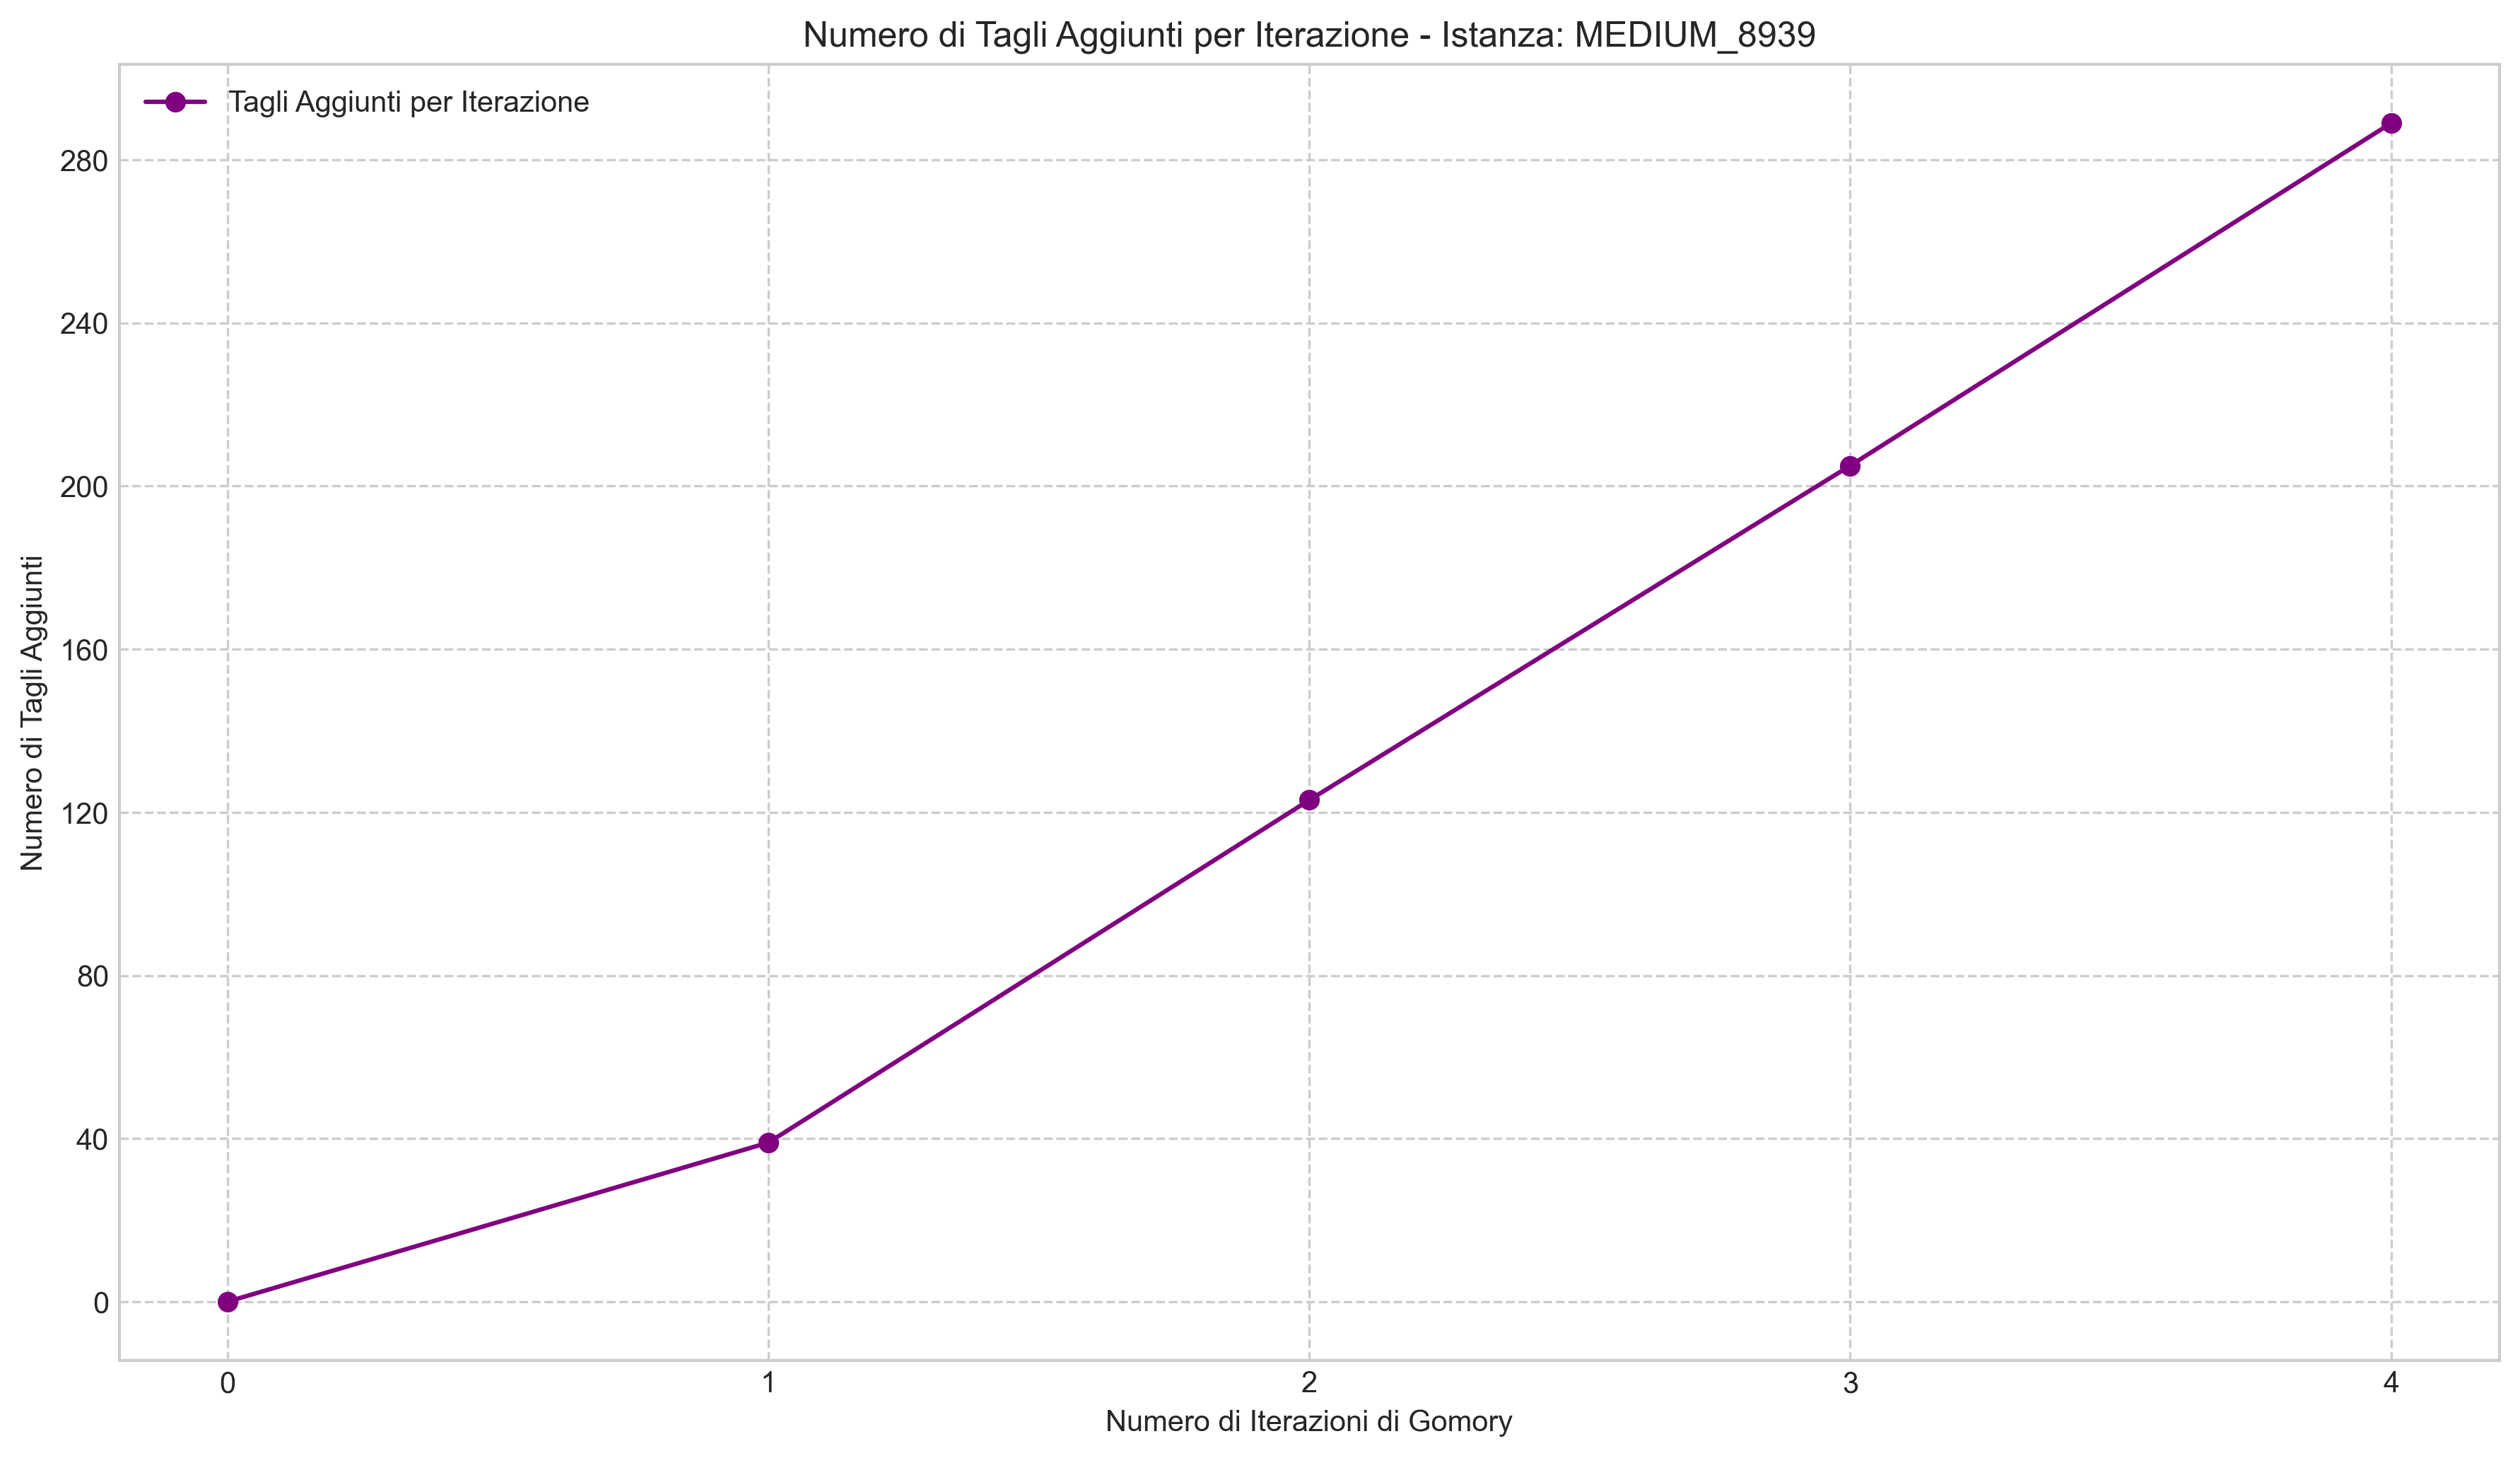 Numero di Tagli Aggiunti per Iterazione - Istanza: MEDIUM_8939
Tagli Aggiunti per Iterazione
280
240
200
160
120
80
40
0
Numero di Tagli Aggiunti
0 1 2 3 4
Numero di Iterazioni di Gomory